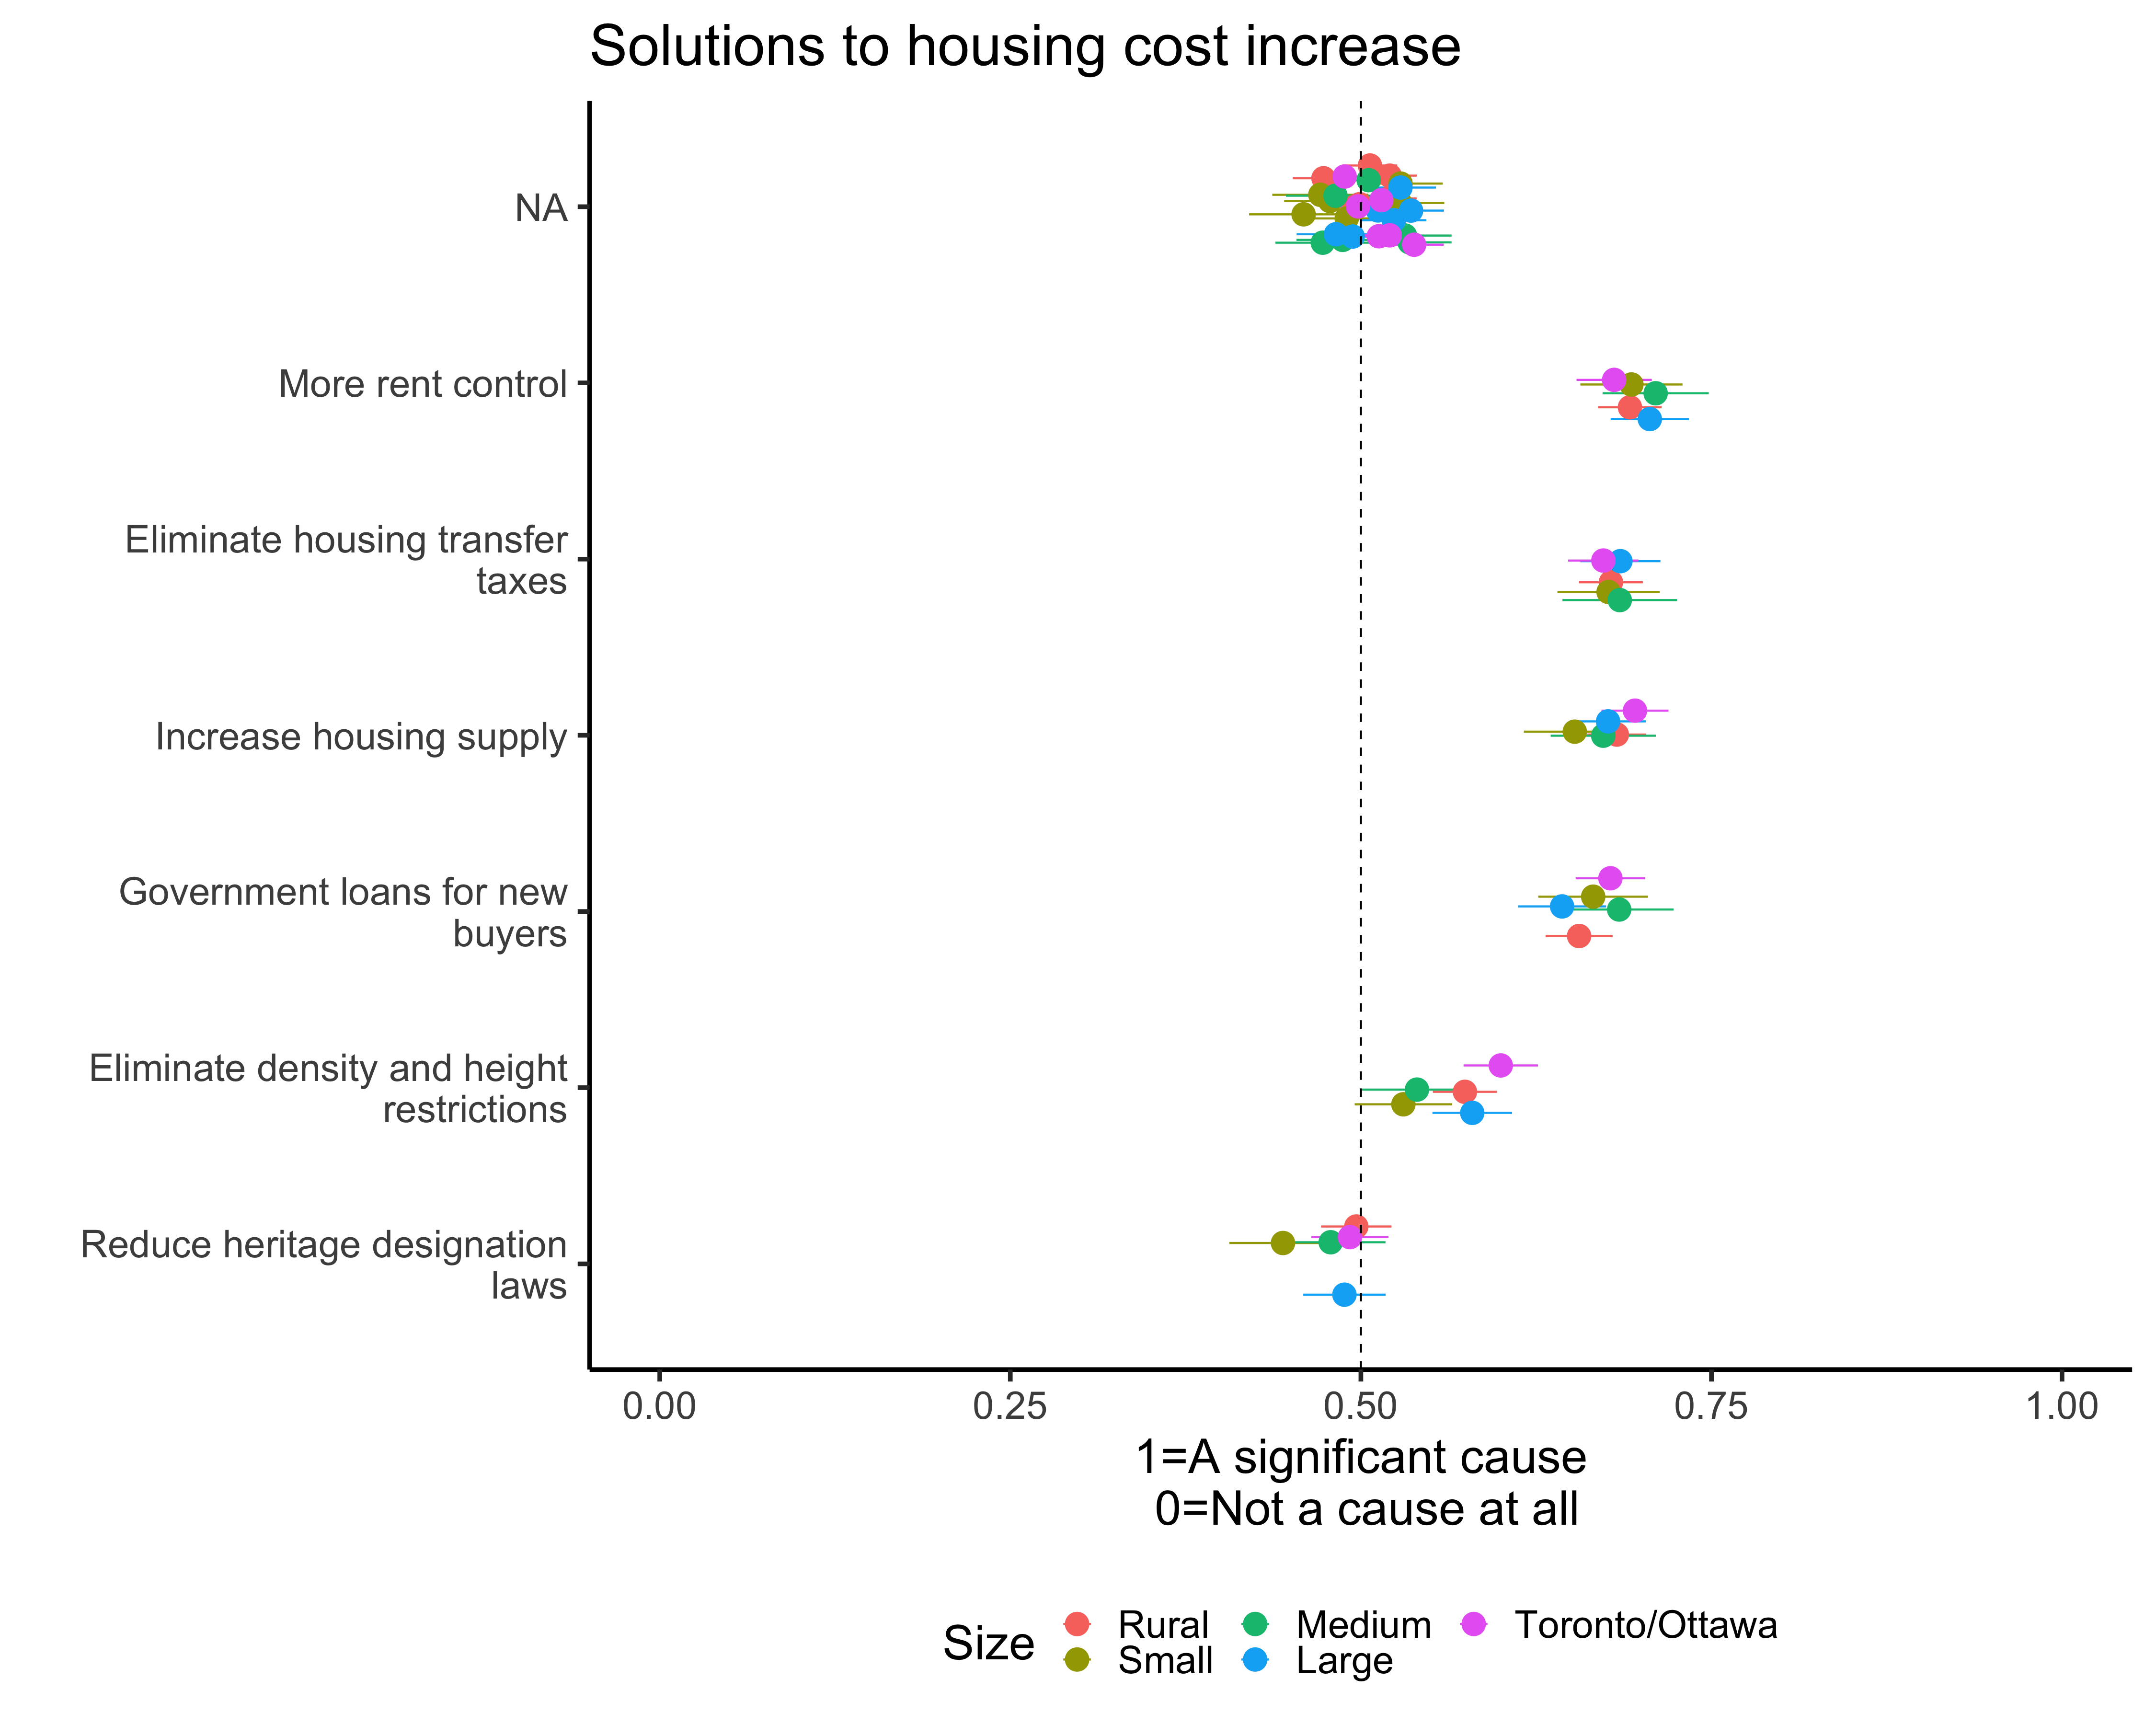 Solutions to housing cost increase
NA
More rent control
Eliminate housing transfer
taxes
Increase housing supply
Government loans for new
buyers
Eliminate density and height
restrictions
Reduce heritage designation
laws
0.00 0.25 0.50 0.75 1.00
1=A significant cause
0=Not a cause at all
Size
Rural Medium Toronto/Ottawa
Small Large